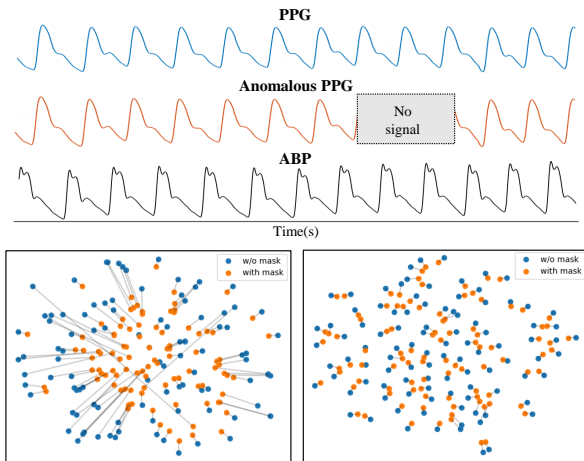 PPG
Anomalous PPG
No
signal
ABP
Time(s)
w/o mask
with mask
w/o mask
with mask